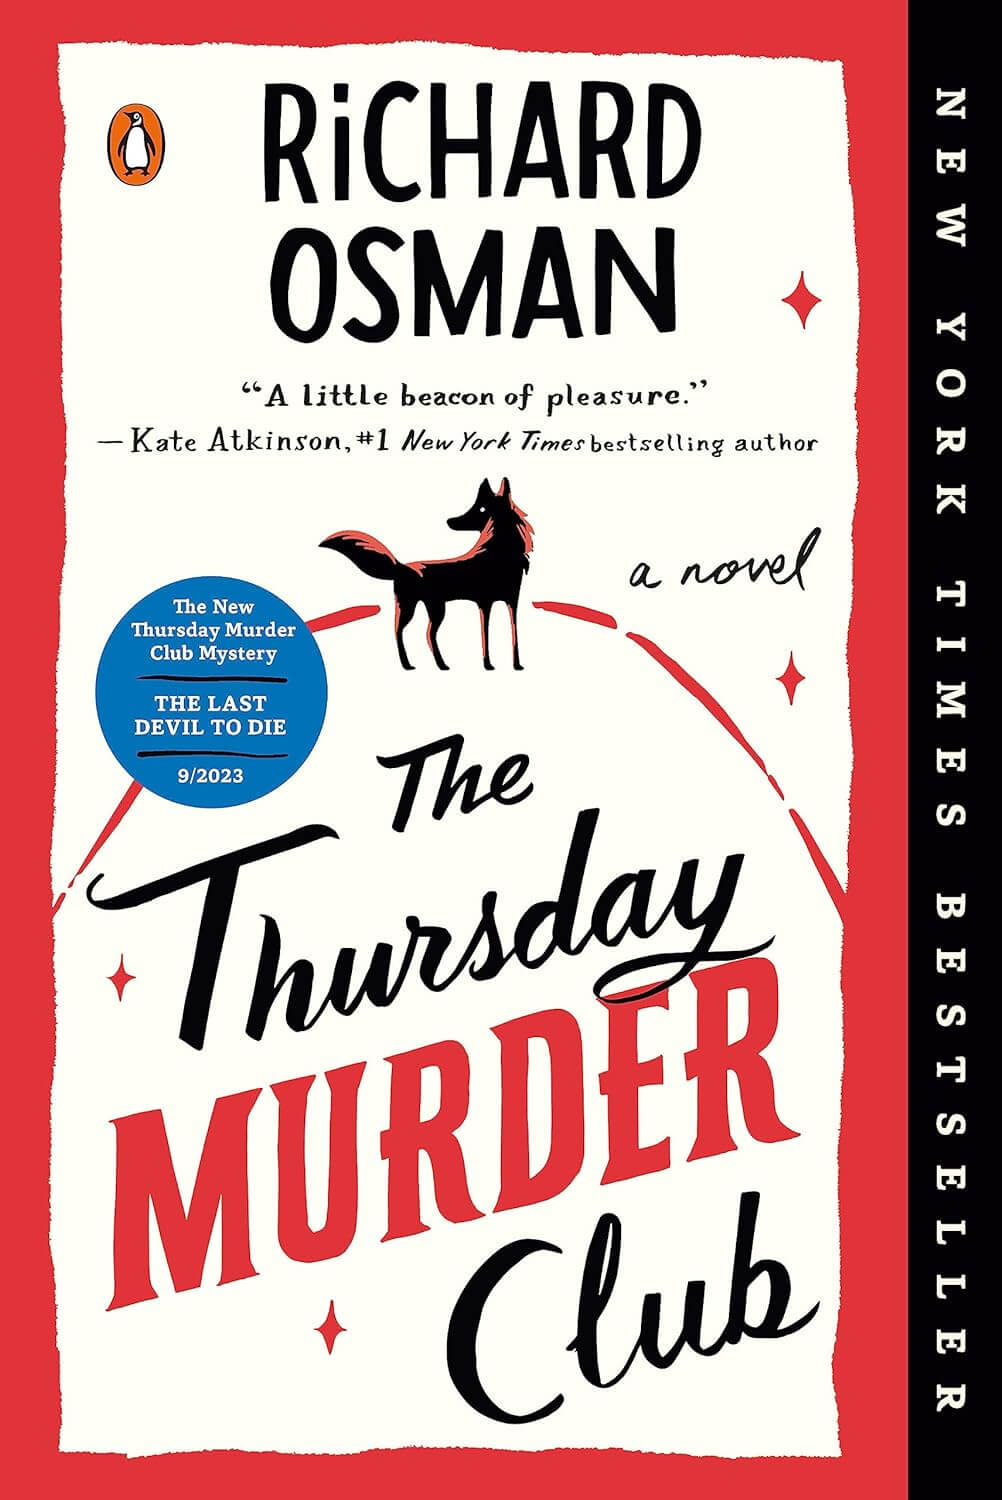 RiCHARD
OSMAN
“A little beacon of pleasure.”
—Kate Atkinson, #1 New York Times bestselling author
a novel
The New
Thursday Murder
Club Mystery
THE LAST
DEVIL TO DIE
9/2023
The
Thursday
MURDER
Club
NEW YORK TIMES BESTSELLER